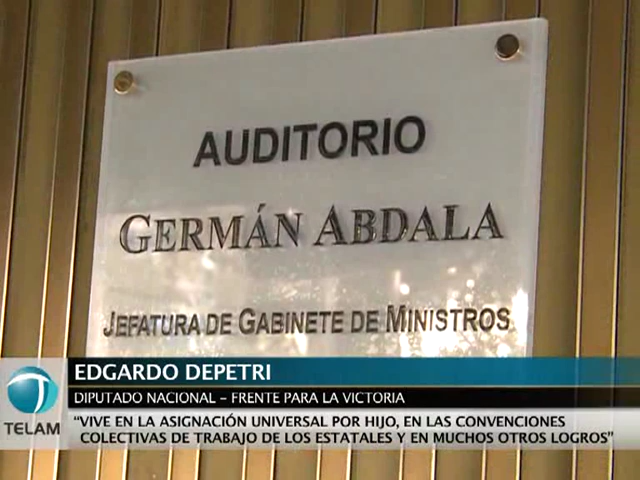 AUDITORIO
GERMÁN ABDALA
JEFATURA DE GABINETE DE MINISTROS
EDGARDO DEPETRI
DIPUTADO NACIONAL – FRENTE PARA LA VICTORIA
TELAM
“VIVE EN LA ASIGNACIÓN UNIVERSAL POR HIJO, EN LAS CONVENCIONES
COLECTIVAS DE TRABAJO DE LOS ESTATALES Y EN MUCHOS OTROS LOGROS”